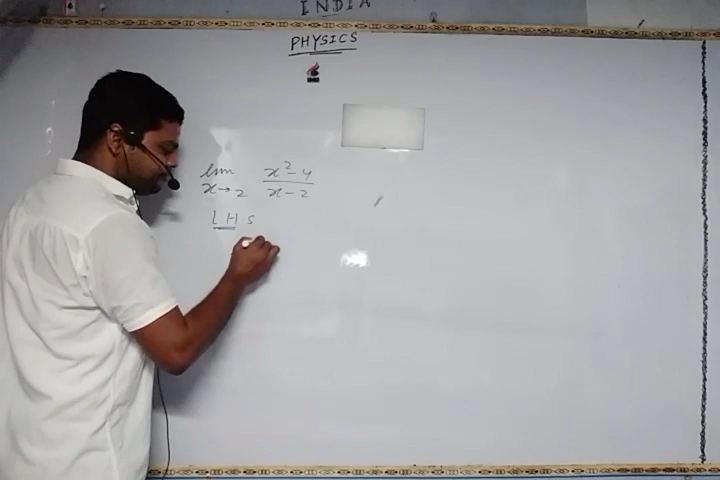 INDIA
PHYSICS
lim x²-4
x→2 x-2
LHS